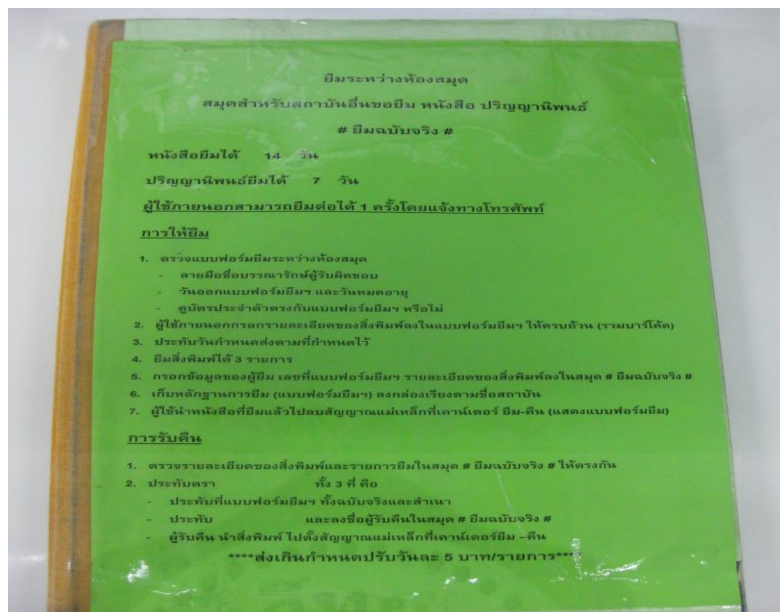 ยืมระหว่างห้องสมุด
สมุดสำหรับสถาบันอื่นขอยืม หนังสือ ปริญญานิพนธ์
# ยืมฉบับจริง #
หนังสือยืมได้ 14 วัน
ปริญญานิพนธ์ยืมได้ 7 วัน
ผู้ใช้ภายนอกสามารถยืมต่อได้ 1 ครั้งโดยแจ้งทางโทรศัพท์
การให้ยืม
1. ตรวจแบบฟอร์มยืมระหว่างห้องสมุด
- ลายมือชื่อบรรณารักษ์ผู้รับผิดชอบ
- วันออกแบบฟอร์มยืมฯ และวันหมดอายุ
- ดูบัตรประจำตัวตรงกับแบบฟอร์มยืมฯ หรือไม่
2. ผู้ใช้ภายนอกกรอกรายละเอียดของสิ่งพิมพ์ลงในแบบฟอร์มยืมฯ ให้ครบถ้วน (รวมบาร์โค้ด)
3. ประทับวันกำหนดส่งตามที่กำหนดไว้
4. ยืมสิ่งพิมพ์ได้ 3 รายการ
5. กรอกข้อมูลของผู้ยืม เลขที่แบบฟอร์มยืมฯ รายละเอียดของสิ่งพิมพ์ลงในสมุด # ยืมฉบับจริง #
6. เก็บหลักฐานการยืม (แบบฟอร์มยืมฯ) ลงกล่องเรียงตามชื่อสถาบัน
7. ผู้ใช้นำหนังสือที่ยืมแล้วไปลบสัญญาณแม่เหล็กที่เคาน์เตอร์ ยืม-คืน (แสดงแบบฟอร์มยืม)
การรับคืน
1. ตรวจรายละเอียดของสิ่งพิมพ์และรายการยืมในสมุด # ยืมฉบับจริง # ให้ตรงกัน
2. ประทับตรา ทั้ง 3 ที่ คือ
- ประทับที่แบบฟอร์มยืมฯ ทั้งฉบับจริงและสำเนา
- ประทับ และลงชื่อผู้รับคืนในสมุด # ยืมฉบับจริง #
- ผู้รับคืน นำสิ่งพิมพ์ ไปตั้งสัญญาณแม่เหล็กที่เคาน์เตอร์ยืม –คืน
****ส่งเกินกำหนดปรับวันละ 5 บาท/รายการ****